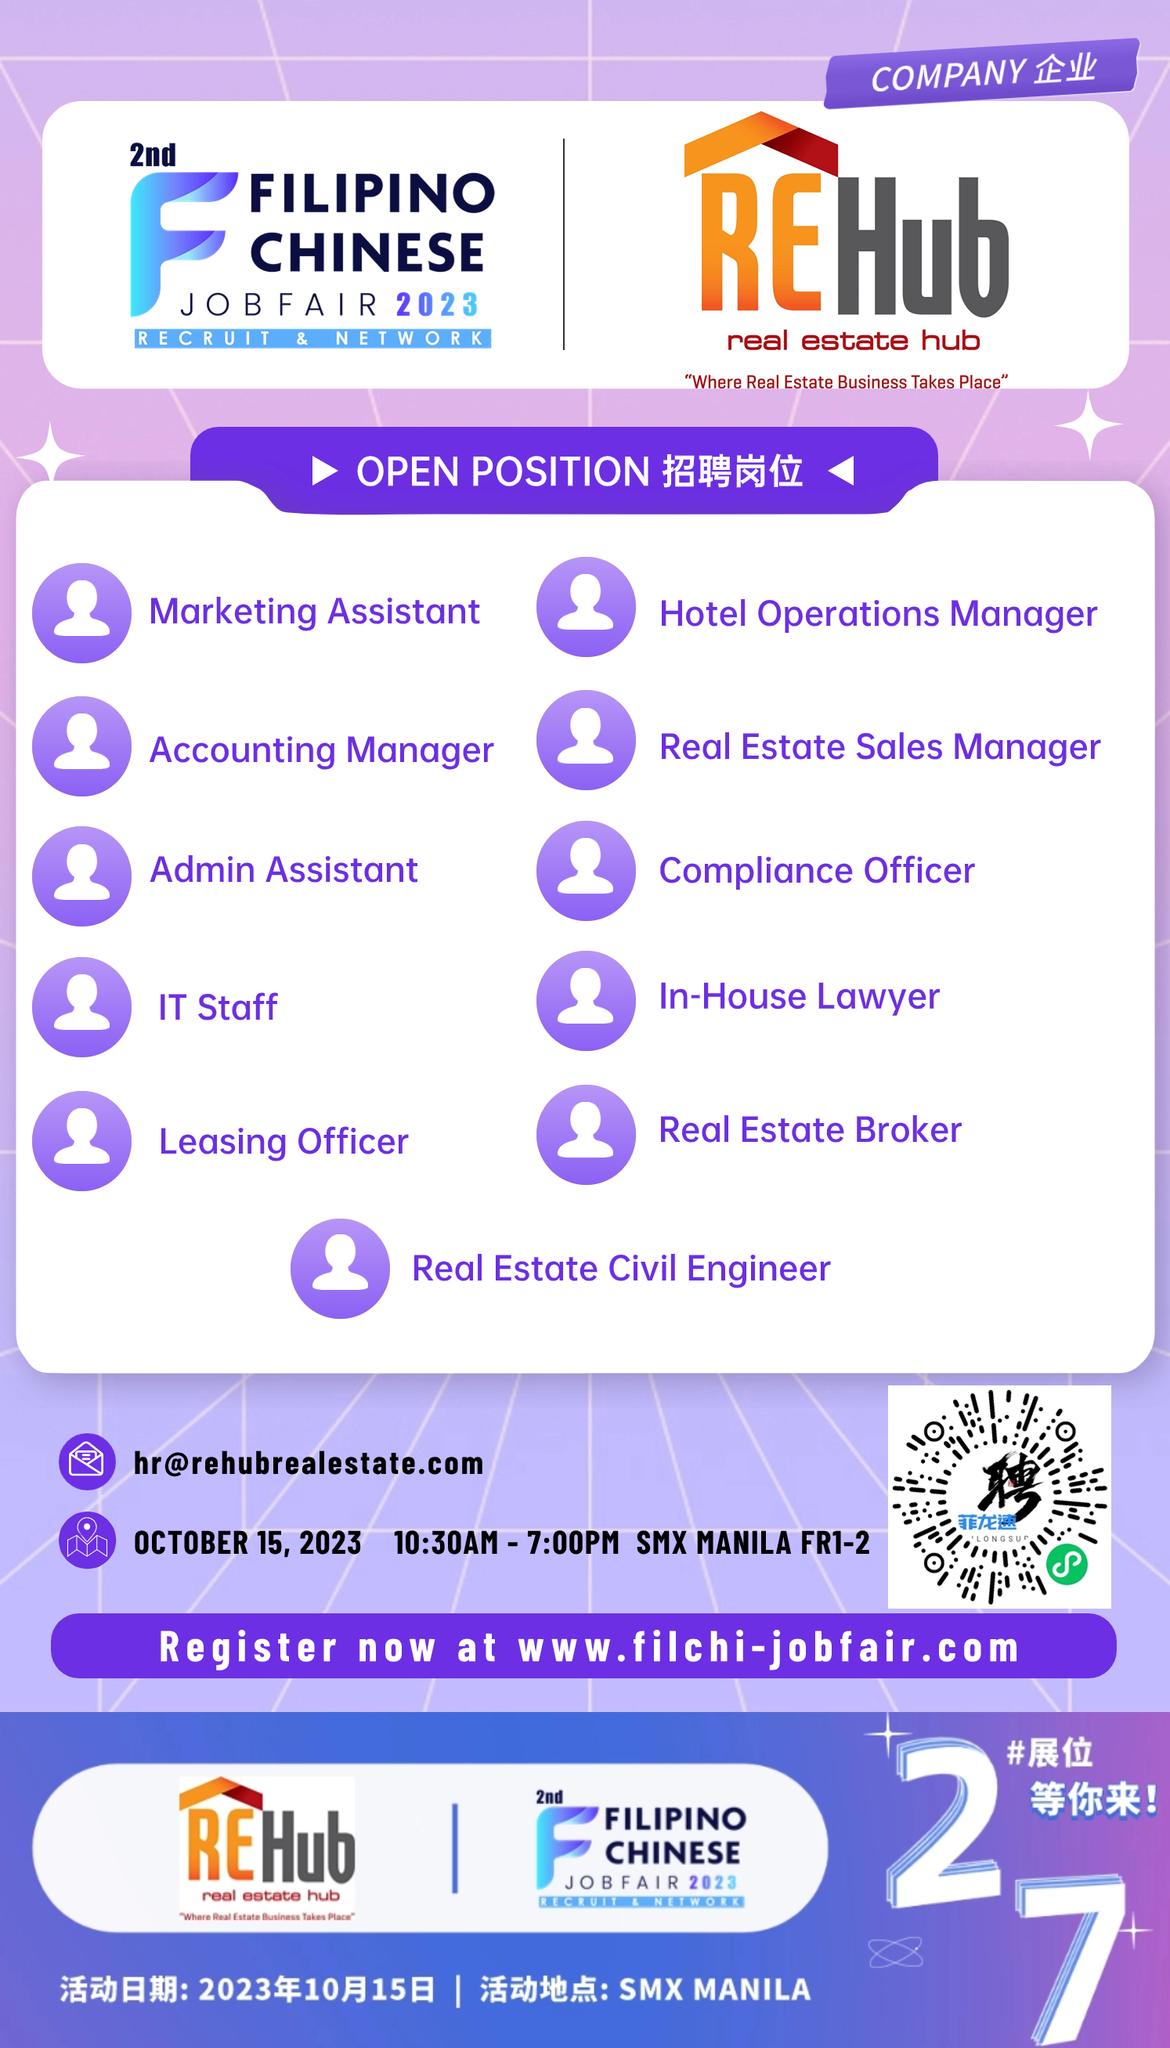 COMPANY 企业
2nd
FILIPINO
CHINESE
JOBFAIR 2023
RECRUIT & NETWORK
REHub
real estate hub
“Where Real Estate Business Takes Place”
OPEN POSITION 招聘岗位
Marketing Assistant
Hotel Operations Manager
Accounting Manager
Real Estate Sales Manager
Admin Assistant
Compliance Officer
IT Staff
In-House Lawyer
Leasing Officer
Real Estate Broker
Real Estate Civil Engineer
hr@rehubrealestate.com
OCTOBER 15, 2023 10:30AM - 7:00PM SMX MANILA FR1-2
聘
菲龙速
Register now at www.filchi-jobfair.com
REHub
real estate hub
"Where Real Estate Business Takes Place"
2nd
FILIPINO
CHINESE
JOBFAIR 2023
RECRUIT & NETWORK
27
#展位
等你来!
活动日期: 2023年10月15日 | 活动地点: SMX MANILA